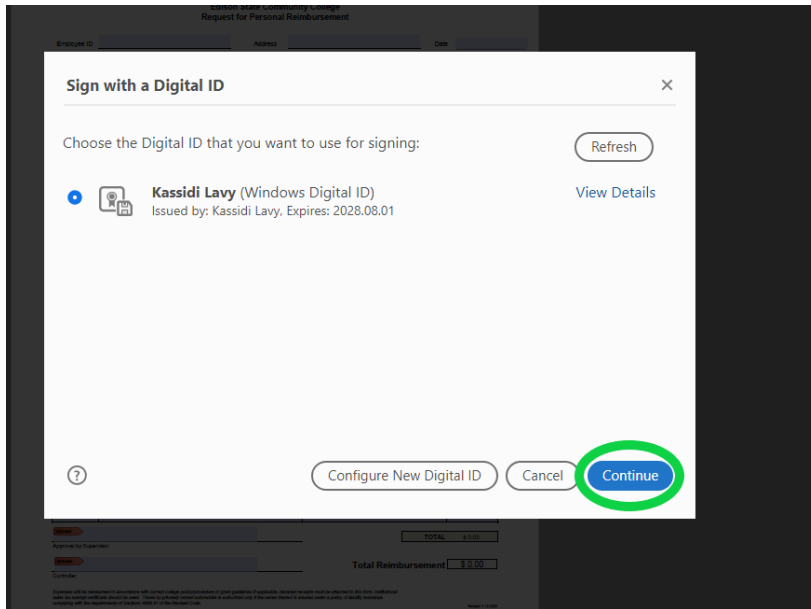 Edison State Community College
Request for Personal Reimbursement
Employee ID Address Date
Sign with a Digital ID
Choose the Digital ID that you want to use for signing:
Refresh
Kassidi Lavy (Windows Digital ID)
View Details
Issued by: Kassidi Lavy, Expires: 2028.08.01
?
Configure New Digital ID
Cancel
Continue
TOTAL $ 0.00
Approval by Supervisor
Total Reimbursement $ 0.00
Controller